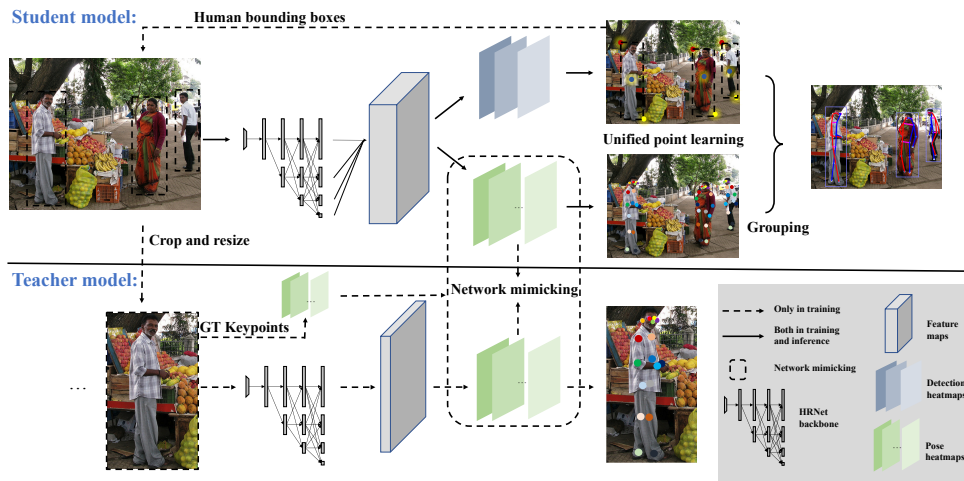 Student model:
Human bounding boxes
Unified point learning
...
Grouping
Crop and resize
Teacher model:
Network mimicking
...
GT Keypoints
...
...
Only in training
Both in training
and inference
Network mimicking
HRNet
backbone
Feature
maps
Detection
heatmaps
...
Pose
heatmaps